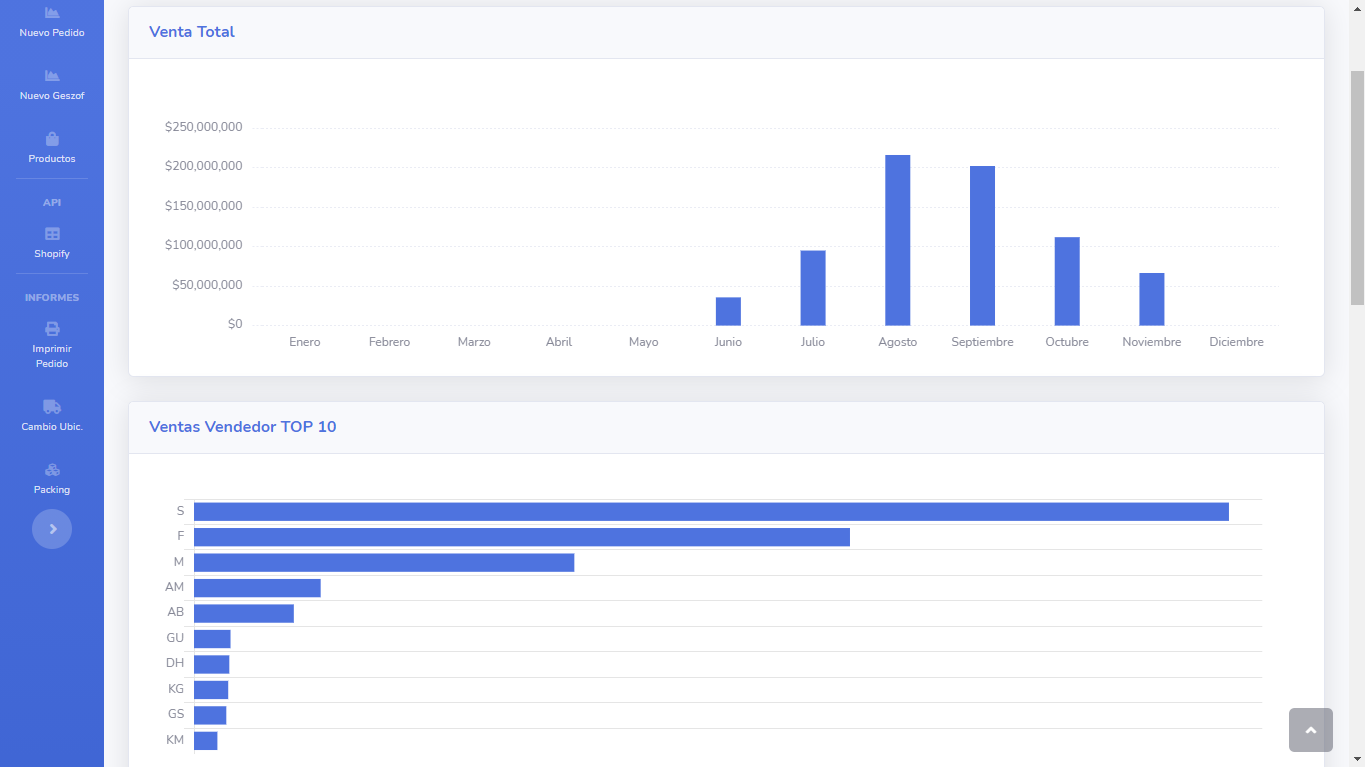 Nuevo Pedido
Nuevo Geszof
Productos
API
Shopify
INFORMES
Imprimir
Pedido
Cambio Ubic.
Packing
Venta Total
$250,000,000
$200,000,000
$150,000,000
$100,000,000
$50,000,000
$0
Enero Febrero Marzo Abril Mayo Junio Julio Agosto Septiembre Octubre Noviembre Diciembre
Ventas Vendedor TOP 10
S
F
M
AM
AB
GU
DH
KG
GS
KM